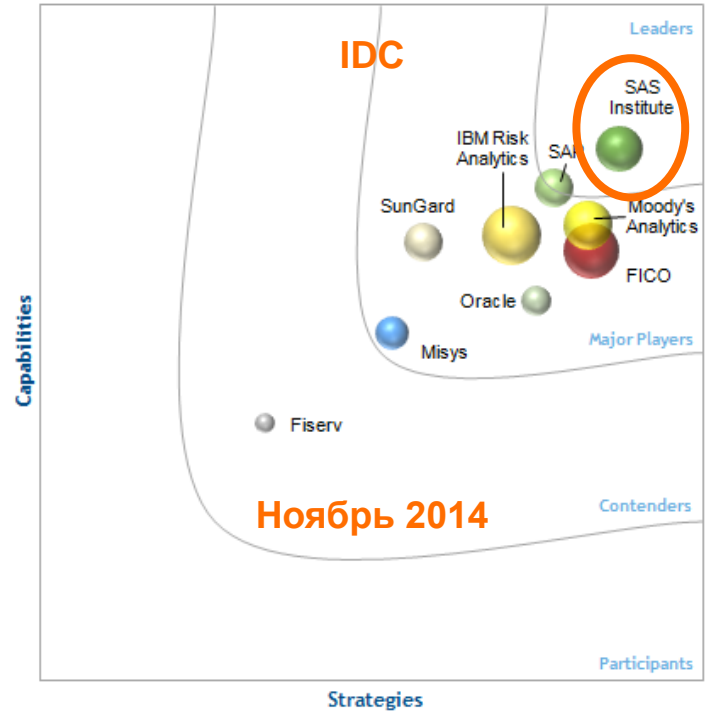 Leaders
IDC
SAS
Institute
IBM Risk
Analytics
SAP
SunGard
Moody's
Analytics
FICO
Oracle
Major Players
Misys
Capabilities
Fiserv
Ноябрь 2014
Contenders
Participants
Strategies